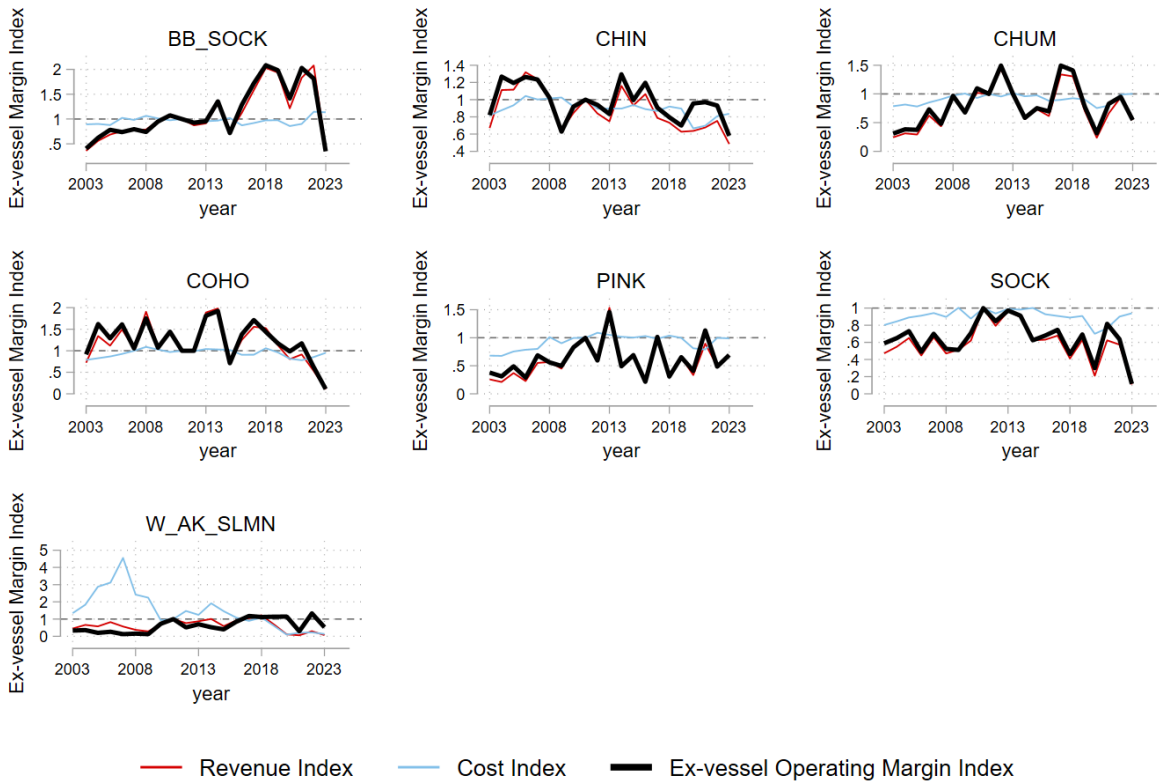 BB_SOCK
Ex-vessel Margin Index
2
1
.5
2003 2008 2013 2018 2023
year
CHIN
Ex-vessel Margin Index
1.4
1.2
1
.8
.6
.4
2003 2008 2013 2018 2023
year
CHUM
Ex-vessel Margin Index
1.5
1
.5
0
2003 2008 2013 2018 2023
year
COHO
Ex-vessel Margin Index
2
1.5
1
.5
0
2003 2008 2013 2018 2023
year
PINK
Ex-vessel Margin Index
1.5
1
.5
0
2003 2008 2013 2018 2023
year
SOCK
Ex-vessel Margin Index
1
.8
.6
.4
.2
0
2003 2008 2013 2018 2023
year
W_AK_SLMN
Ex-vessel Margin Index
5
4
3
2
1
0
2003 2008 2013 2018 2023
year
Revenue Index Cost Index Ex-vessel Operating Margin Index